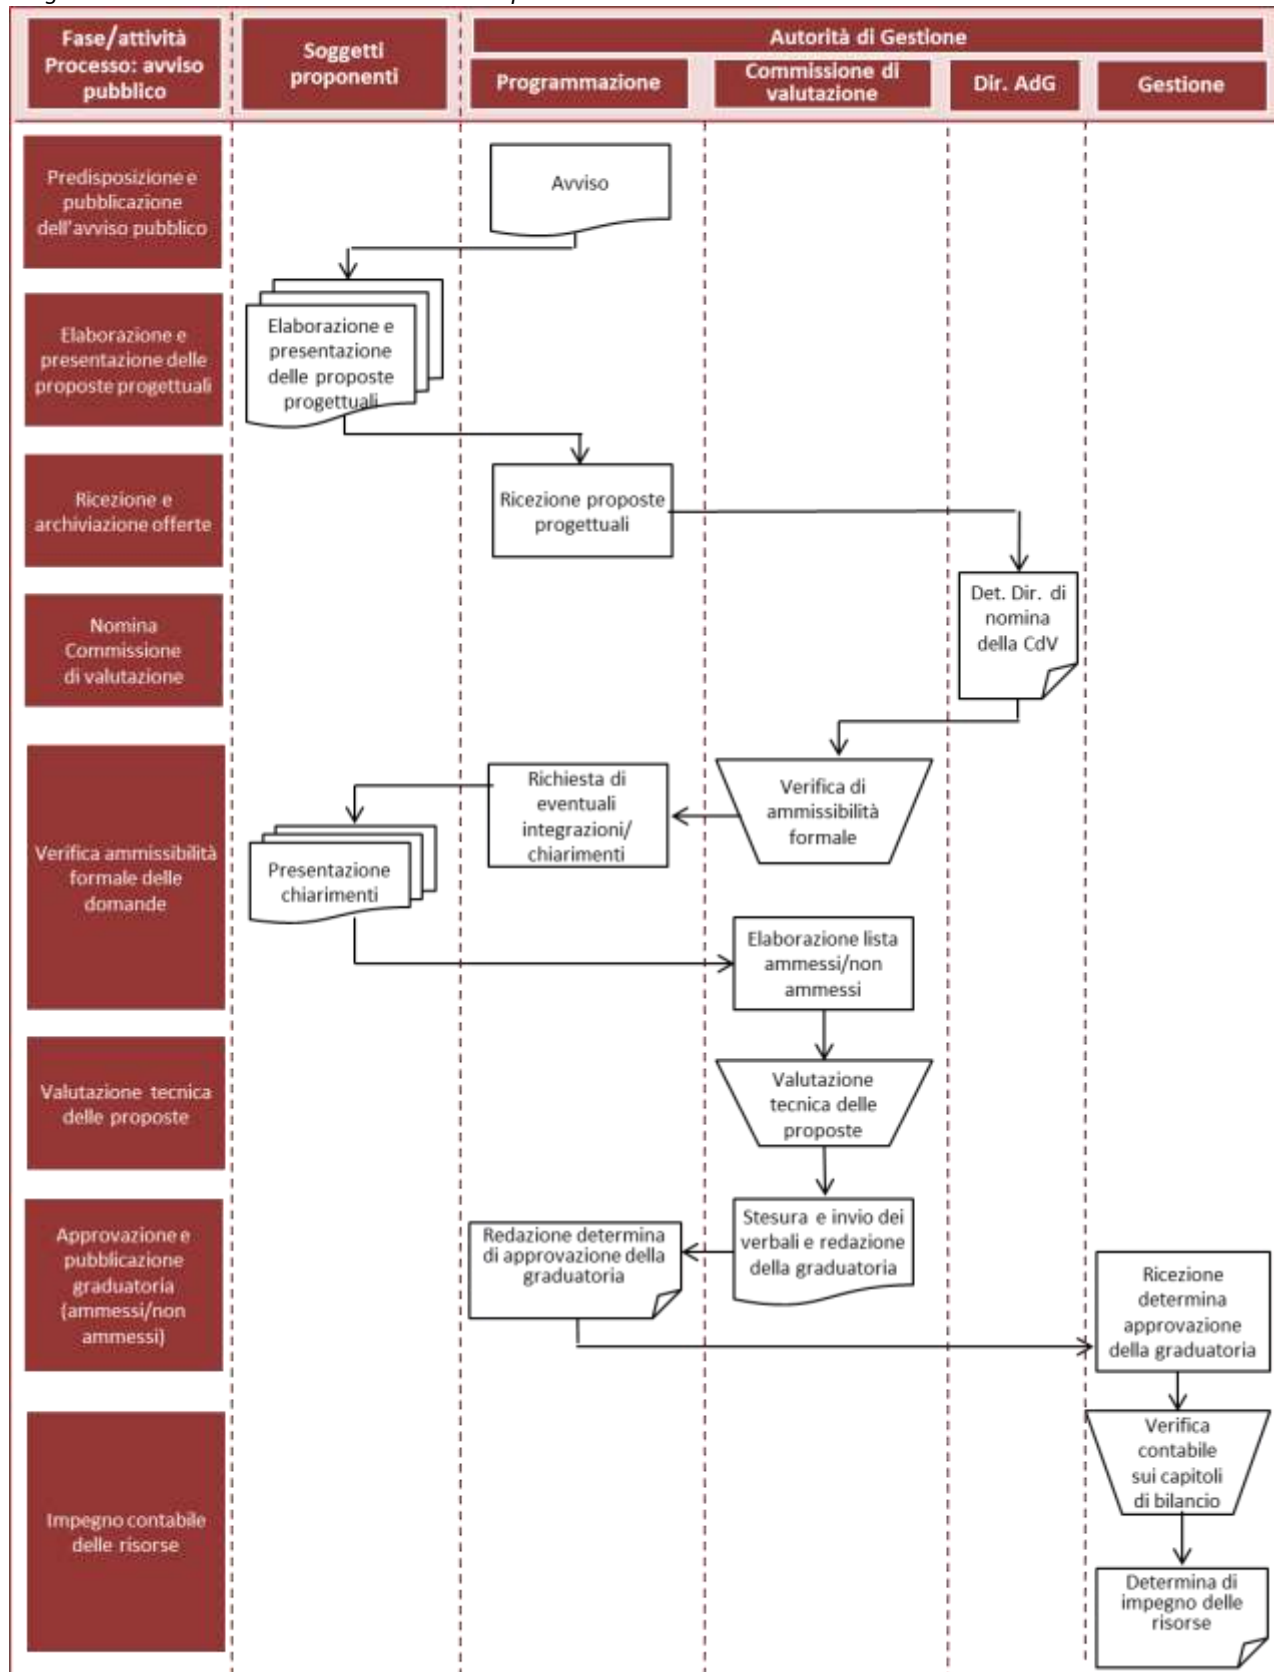 Fase/attività
Processo: avviso
pubblico
Soggetti
proponenti
Autorità di Gestione
Programmazione
Commissione di
valutazione
Dir. AdG
Gestione
Predisposizione e
pubblicazione
dell'avviso pubblico
Avviso
Elaborazione e
presentazione delle
proposte progettuali
Elaborazione e
presentazione
delle proposte
progettuali
Ricezione e
archiviazione offerte
Ricezione proposte
progettuali
Nomina
Commissione
di valutazione
Det. Dir. di
nomina
della CdV
Verifica ammissibilità
formale delle
domande
Presentazione
chiarimenti
Richiesta di
eventuali
integrazioni/
chiarimenti
Verifica di
ammissibilità
formale
Elaborazione lista
ammessi/non
ammessi
Valutazione tecnica
delle proposte
Valutazione
tecnica delle
proposte
Approvazione e
pubblicazione
graduatoria
(ammessi/non
ammessi)
Redazione determina
di approvazione della
graduatoria
Stesura e invio dei
verbali e redazione
della graduatoria
Ricezione
determina
approvazione
della graduatoria
Impegno contabile
delle risorse
Verifica
contabile
sui capitoli
di bilancio
Determina di
impegno delle
risorse